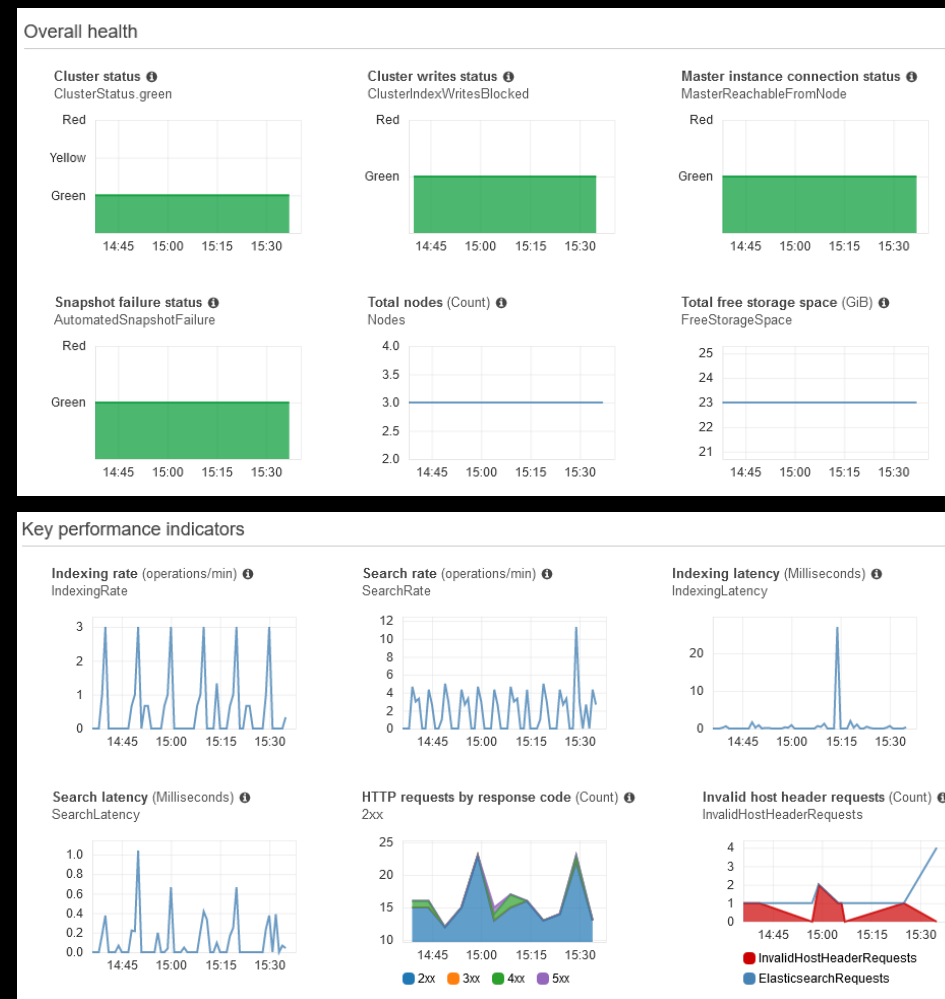 Overall health
Cluster status
ClusterStatus.green
Red
Yellow
Green
14:45 15:00 15:15 15:30
Cluster writes status
ClusterIndexWritesBlocked
Red
Green
14:45 15:00 15:15 15:30
Master instance connection status
MasterReachableFromNode
Red
Green
14:45 15:00 15:15 15:30
Snapshot failure status
AutomatedSnapshotFailure
Red
Green
14:45 15:00 15:15 15:30
Total nodes (Count)
Nodes
4.0
3.5
3.0
2.5
2.0
14:45 15:00 15:15 15:30
Total free storage space (GiB)
FreeStorageSpace
25
24
23
22
21
14:45 15:00 15:15 15:30
Key performance indicators
Indexing rate (operations/min)
IndexingRate
3
2
1
0
14:45 15:00 15:15 15:30
Search rate (operations/min)
SearchRate
12
10
8
6
4
2
0
14:45 15:00 15:15 15:30
Indexing latency (Milliseconds)
IndexingLatency
20
10
0
14:45 15:00 15:15 15:30
Search latency (Milliseconds)
SearchLatency
1.0
0.8
0.6
0.4
0.2
0.0
14:45 15:00 15:15 15:30
HTTP requests by response code (Count)
2xx
25
20
15
10
14:45 15:00 15:15 15:30
2xx 3xx 4xx 5xx
Invalid host header requests (Count)
InvalidHostHeaderRequests
4
3
2
1
0
14:45 15:00 15:15 15:30
InvalidHostHeaderRequests
ElasticsearchRequests